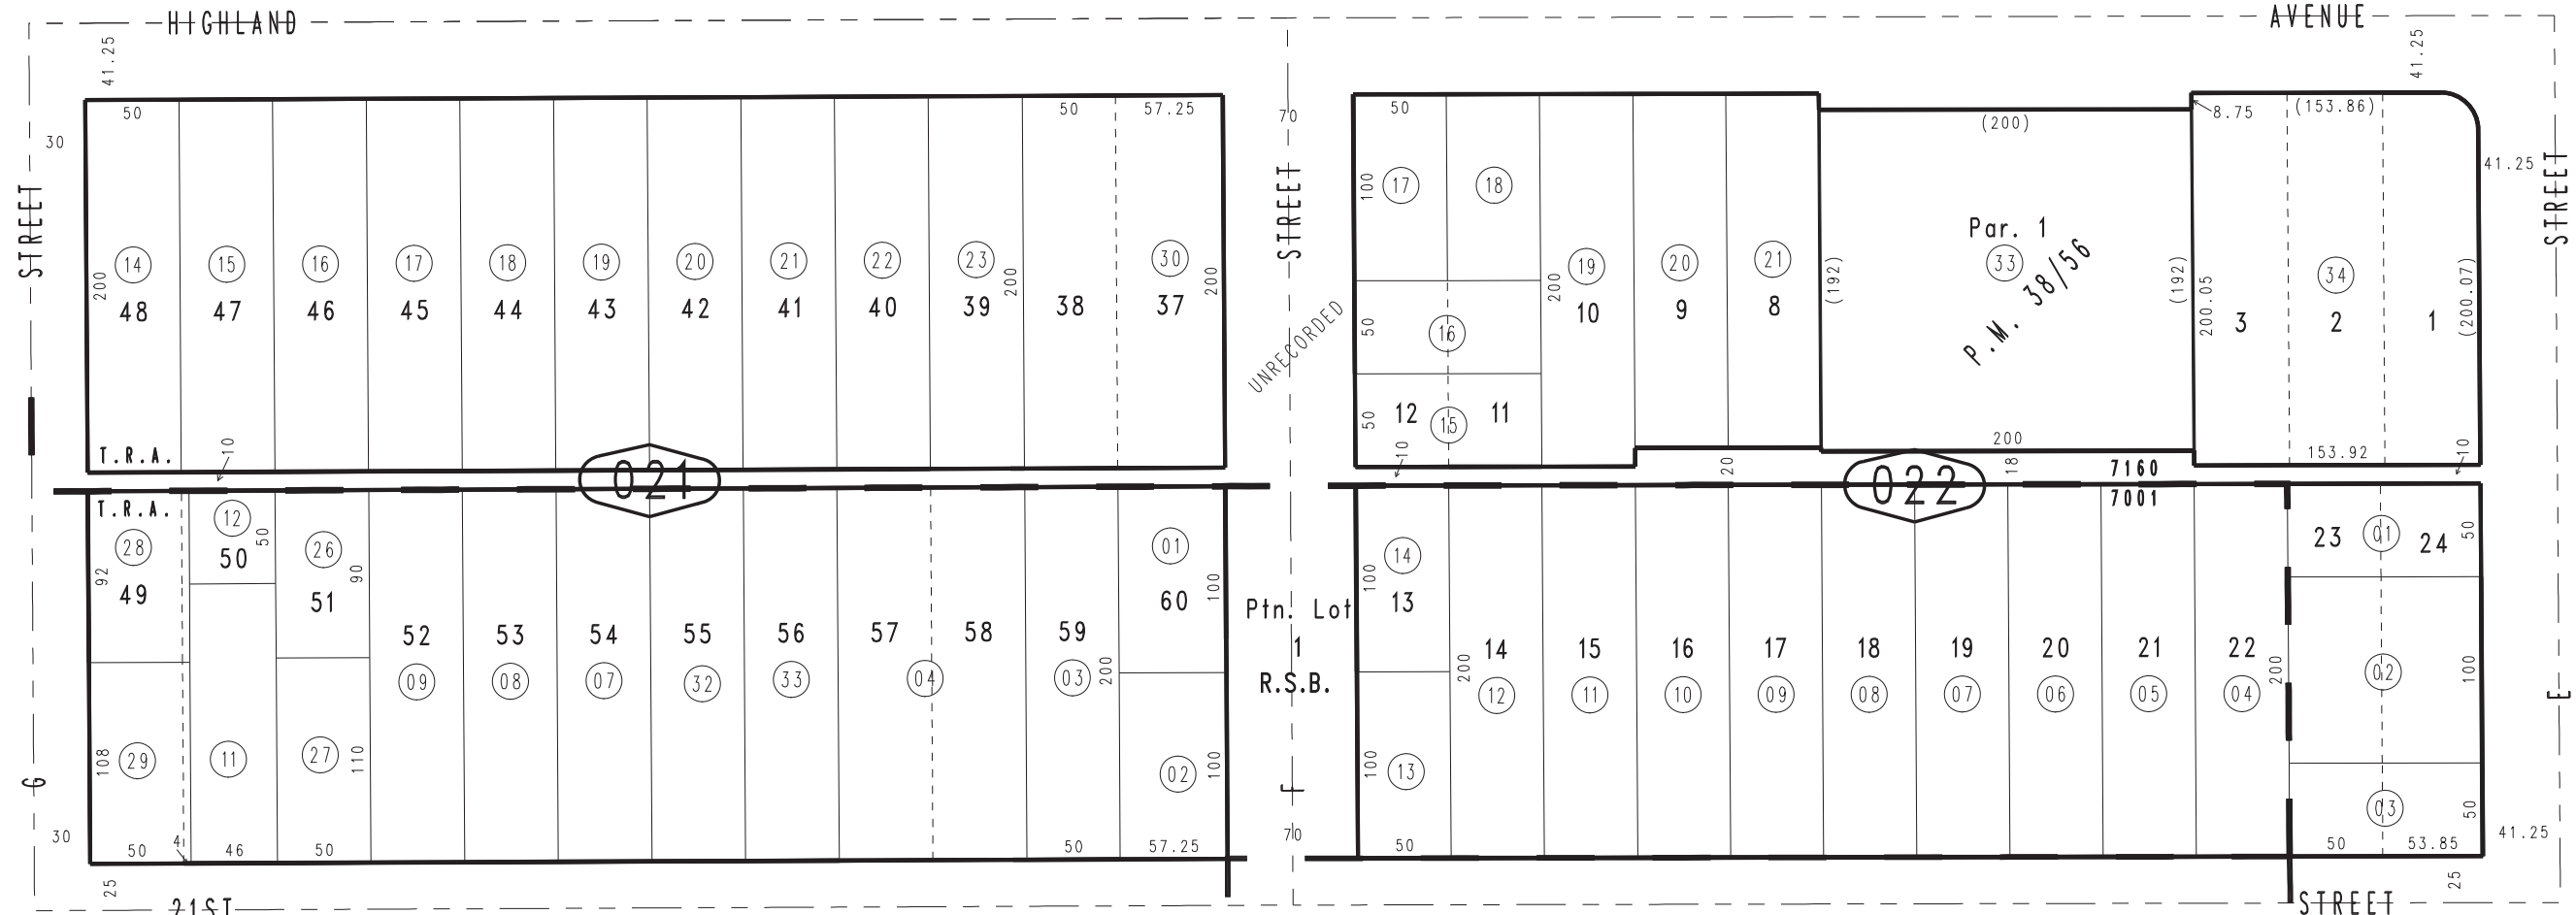 HIGHLAND AVENUE
41.25 41.25
50 50 57.25 70 50 (200) 8.75 (153.86)
30 41.25
STREET STREET STREET
100 17 18
Par. 1
33
P.M. 38/56
14 15 16 17 18 19 20 21 22 23 30
19 20 21 34
200 200 200 200 (192) (192) 200.05 (200.07)
48 47 46 45 44 43 42 41 40 39 38 37
10 9 8 3 2 1
UNRECORDED
50 16
50 12 15 11
T.R.A. 10 10 200 153.92 10
021 20 022 18 7160
T.R.A. 7001
28 12 50 26 01 14 23 01 24 50
92 50 90 100 100
49 51 60 13
Ptn. Lot
1
R.S.B.
52 53 54 55 56 57 58 59
14 15 16 17 18 19 20 21 22
09 08 07 32 33 04 03 200
200 12 11 10 09 08 07 06 05 04 200 02 100
E
108 29 11 27 110 02 100 100 13
G F
03 50
30 70 41.25
50 4 46 50 50 57.25 50 50 53.85
25 25
21ST STREET